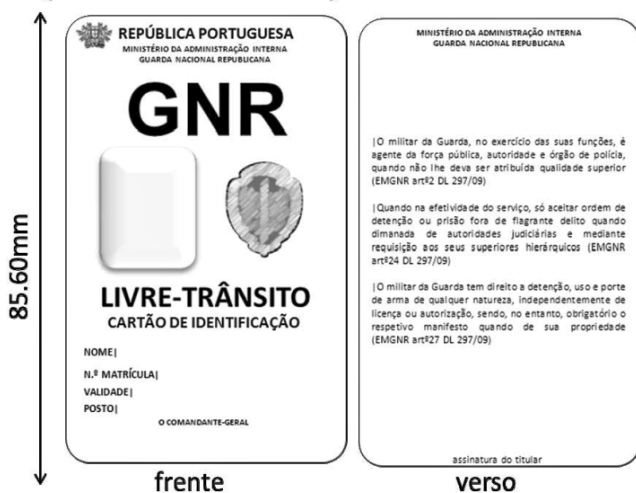 85.60mm
REPÚBLICA PORTUGUESA
MINISTÉRIO DA ADMINISTRAÇÃO INTERNA
GUARDA NACIONAL REPUBLICANA
GNR
LIVRE-TRÂNSITO
CARTÃO DE IDENTIFICAÇÃO
NOME|
N.º MATRÍCULA|
VALIDADE|
POSTO|
O COMANDANTE-GERAL
frente
MINISTÉRIO DA ADMINISTRAÇÃO INTERNA
GUARDA NACIONAL REPUBLICANA
|O militar da Guarda, no exercício das suas funções, é
agente da força pública, autoridade e órgão de polícia,
quando não lhe deva ser atribuída qualidade superior
(EMGNR artº2 DL 297/09)
|Quando na efetividade do serviço, só aceitar ordem de
detenção ou prisão fora de flagrante delito quando
dimanada de autoridades judiciárias e mediante
requisição aos seus superiores hierárquicos (EMGNR
artº24 DL 297/09)
|O militar da Guarda tem direito a detenção, uso e porte
de arma de qualquer natureza, independentemente de
licença ou autorização, sendo, no entanto, obrigatório o
respetivo manifesto quando de sua propriedade
(EMGNR artº27 DL 297/09)
assinatura do titular
verso